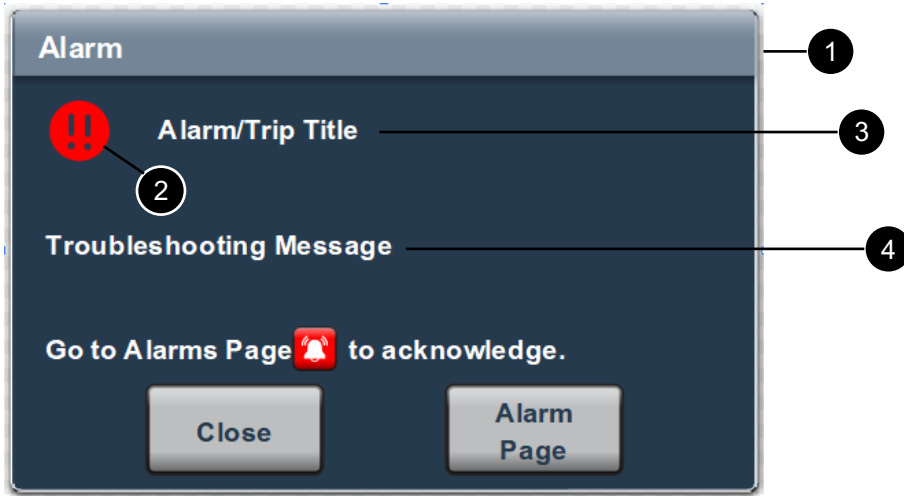 Alarm
1
!!
Alarm/Trip Title
3
2
Troubleshooting Message
4
Go to Alarms Page to acknowledge.
Close
Alarm
Page